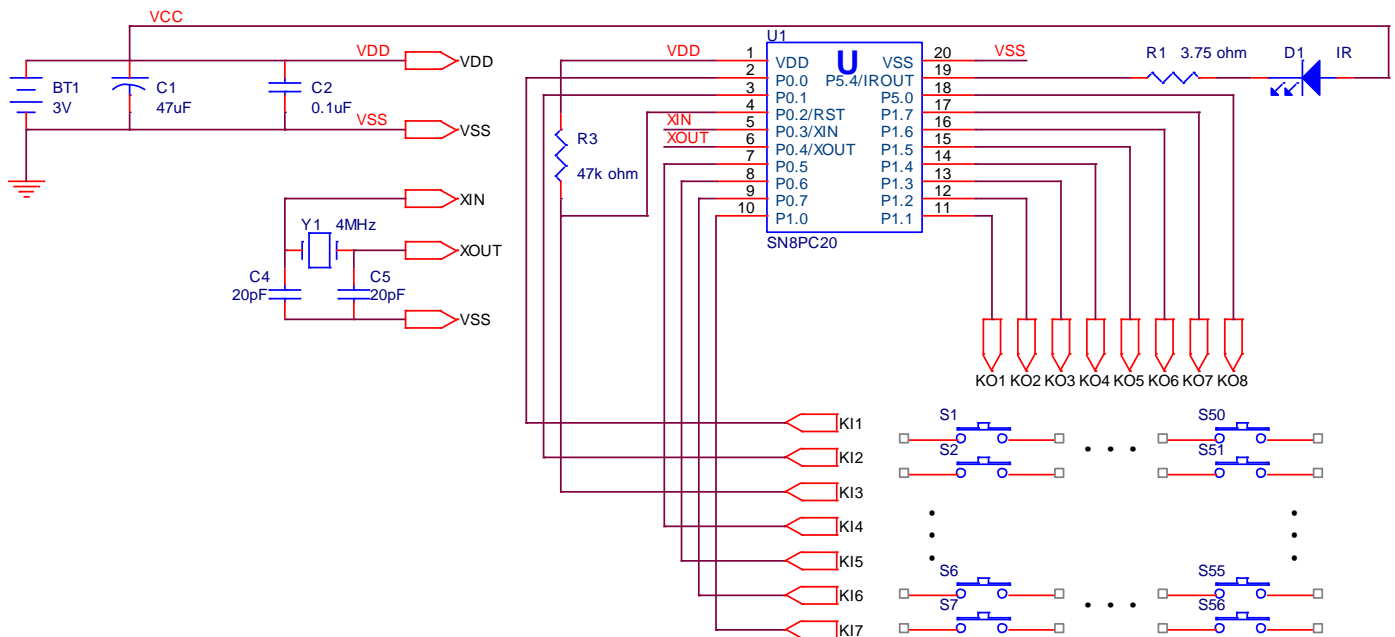 VCC
VDD
VDD
BT1
3V
C1
47uF
C2
0.1uF
VSS
VSS
XIN
Y1 4MHz
XOUT
C4
20pF
C5
20pF
VSS
U1
U
VDD
1 VDD
2 P0.0
3 P0.1
4 P0.2/RST
XIN 5 P0.3/XIN
XOUT 6 P0.4/XOUT
7 P0.5
8 P0.6
9 P0.7
10 P1.0
VSS 20 VSS
P5.4/IROUT 19
P5.0 18
P1.7 17
P1.6 16
P1.5 15
P1.4 14
P1.3 13
P1.2 12
P1.1 11
SN8PC20
R3
47k ohm
R1 3.75 ohm
D1 IR
KO1 KO2 KO3 KO4 KO5 KO6 KO7 KO8
KI1
KI2
KI3
KI4
KI5
KI6
KI7
S1 S50
S2 S51
S6 S55
S7 S56